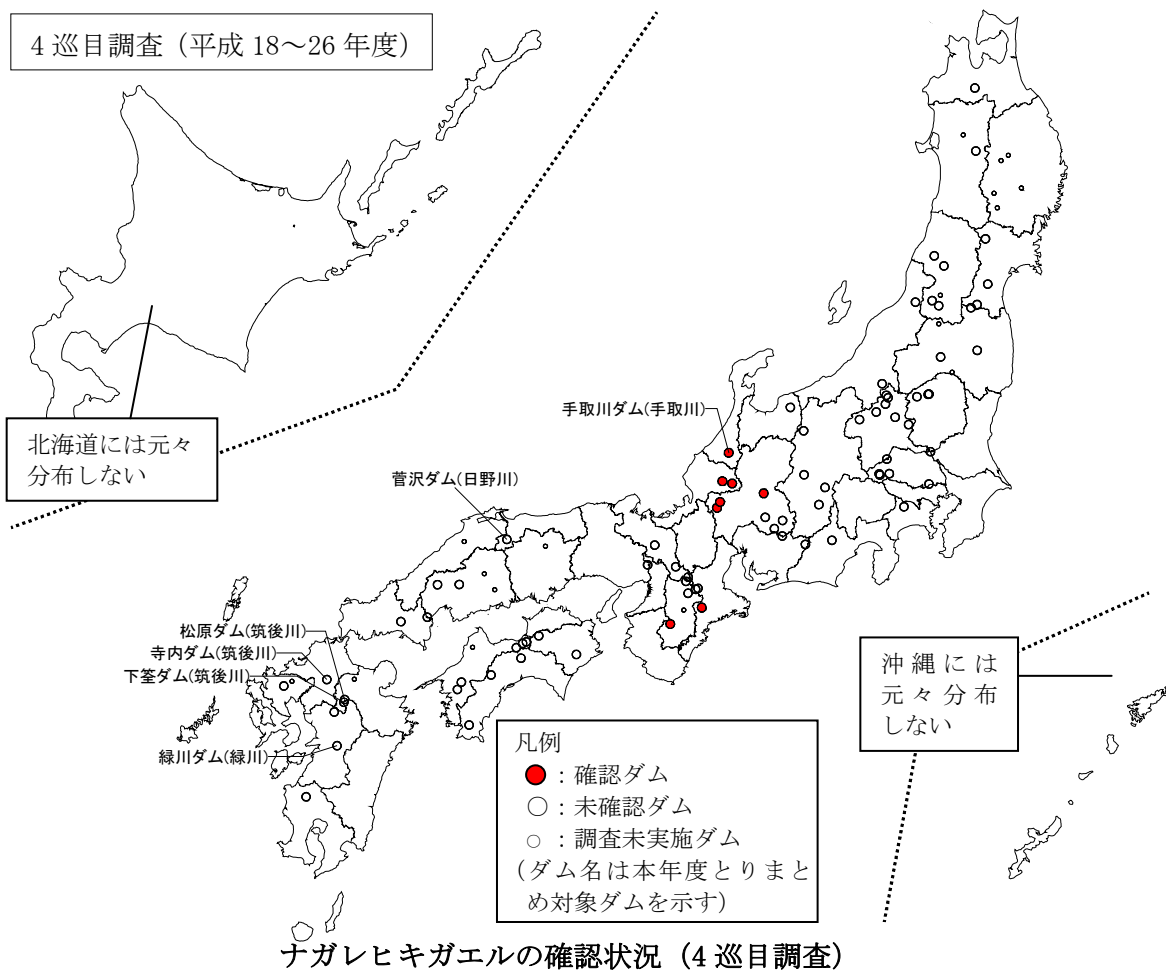 4巡目調査（平成 18～26 年度）
北海道には元々
分布しない
手取川ダム(手取川)
菅沢ダム(日野川)
松原ダム(筑後川)
寺内ダム(筑後川)
下筌ダム(筑後川)
緑川ダム(緑川)
沖縄には
元々分布
しない
凡例
●：確認ダム
○：未確認ダム
○：調査未実施ダム
(ダム名は本年度とりまと
め対象ダムを示す)
ナガレヒキガエルの確認状況（4巡目調査）